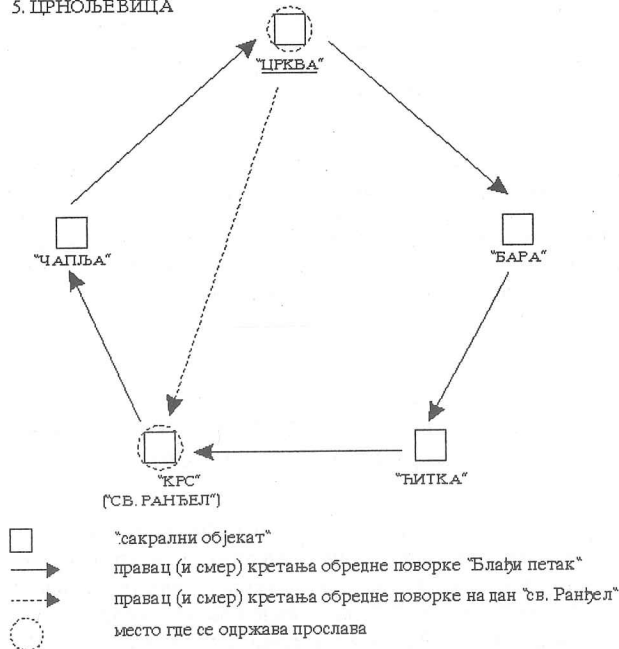 5. ЦРНОЉЕВИЦА
"ЦРКВА"
"ЧАПЉА"
"БАРА"
"КРС"
("СВ. РАНЂЕЛ")
"ЋИТКА"
"сакрални објекат"
правац (и смер) кретања обредне поворке "Блађи петак"
правац (и смер) кретања обредне поворке на дан "св. Ранђел"
место где се одржава прослава